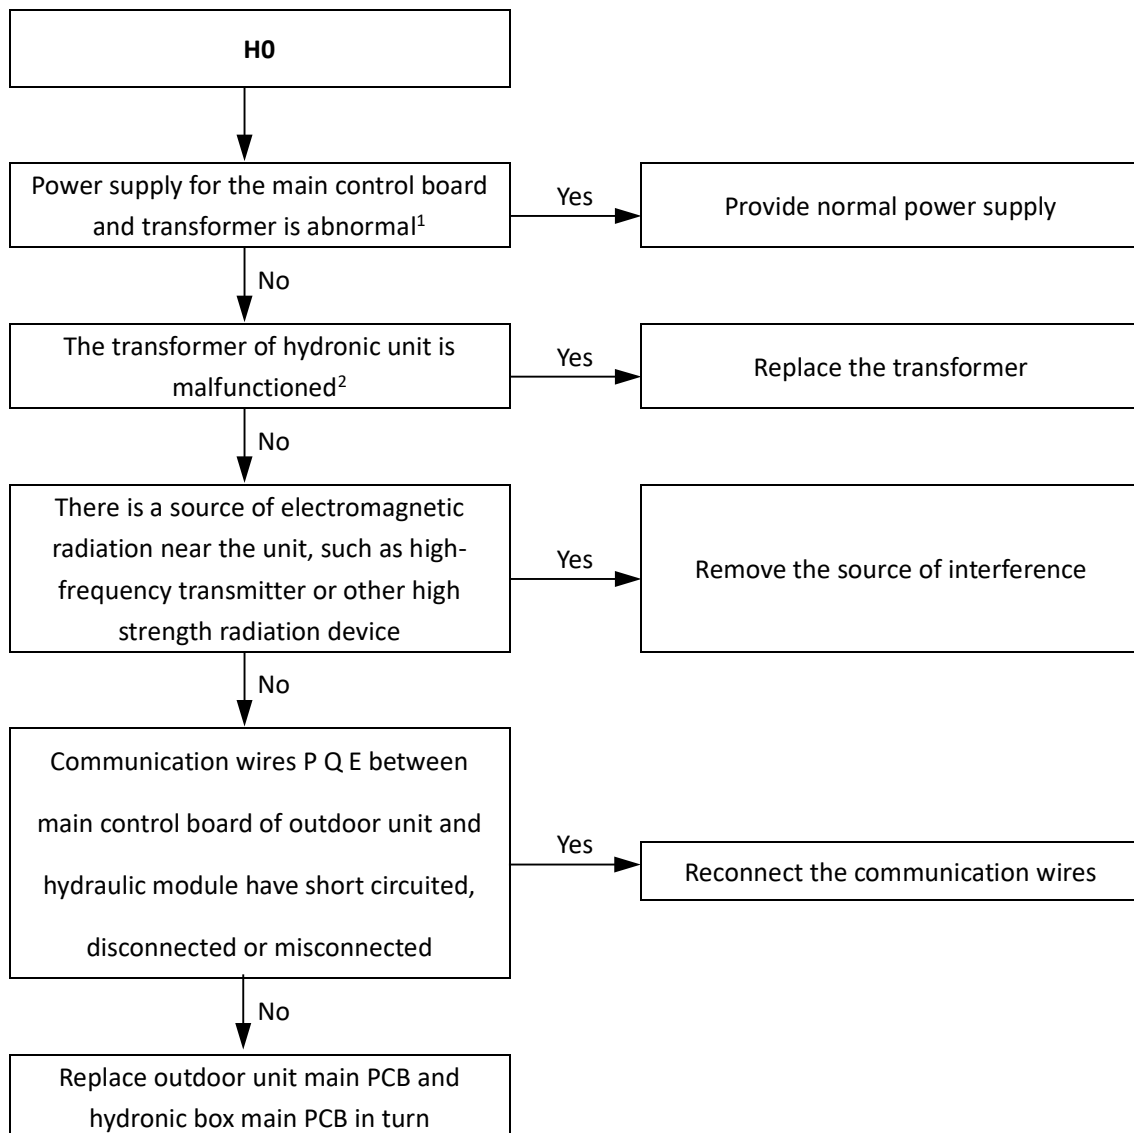 H0
Power supply for the main control board
and transformer is abnormal¹
Yes
Provide normal power supply
No
The transformer of hydronic unit is
malfunctioned²
Yes
Replace the transformer
No
There is a source of electromagnetic
radiation near the unit, such as high-
frequency transmitter or other high
strength radiation device
Yes
Remove the source of interference
No
Communication wires P Q E between
main control board of outdoor unit and
hydraulic module have short circuited,
disconnected or misconnected
Yes
Reconnect the communication wires
No
Replace outdoor unit main PCB and
hydronic box main PCB in turn